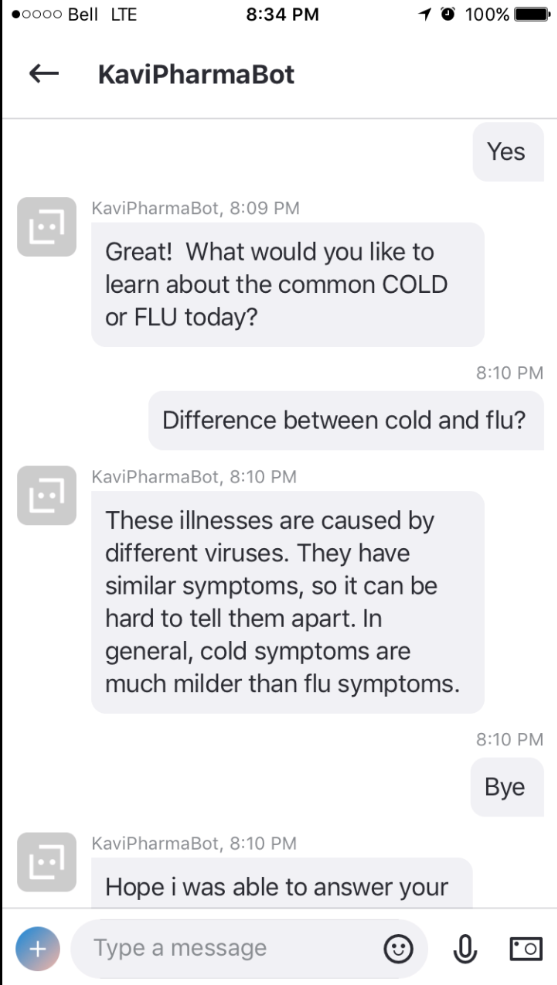 Bell LTE 8:34 PM 100%
KaviPharmaBot
Yes
KaviPharmaBot, 8:09 PM
Great!  What would you like to
learn about the common COLD
or FLU today?
8:10 PM
Difference between cold and flu?
KaviPharmaBot, 8:10 PM
These illnesses are caused by
different viruses. They have
similar symptoms, so it can be
hard to tell them apart. In
general, cold symptoms are
much milder than flu symptoms.
8:10 PM
Bye
KaviPharmaBot, 8:10 PM
Hope i was able to answer your
Type a message